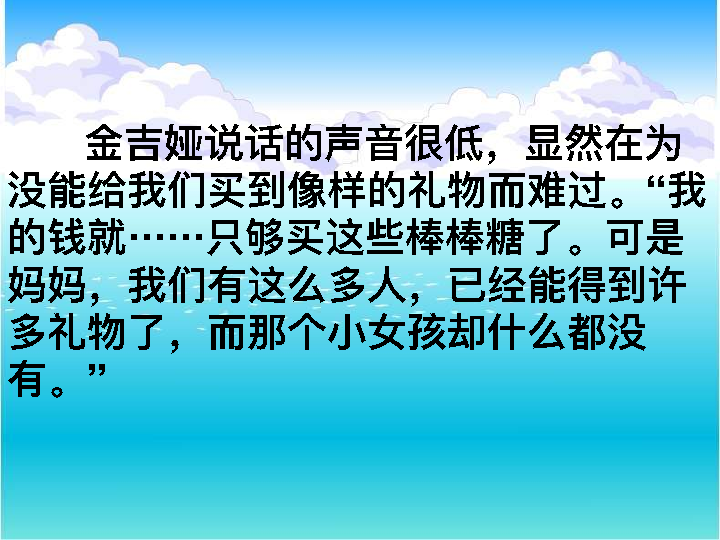 金吉娅说话的声音很低，显然在为
没能给我们买到像样的礼物而难过。“我
的钱就……只够买这些棒棒糖了。可是
妈妈，我们有这么多人，已经能得到许
多礼物了，而那个小女孩却什么都没
有。”